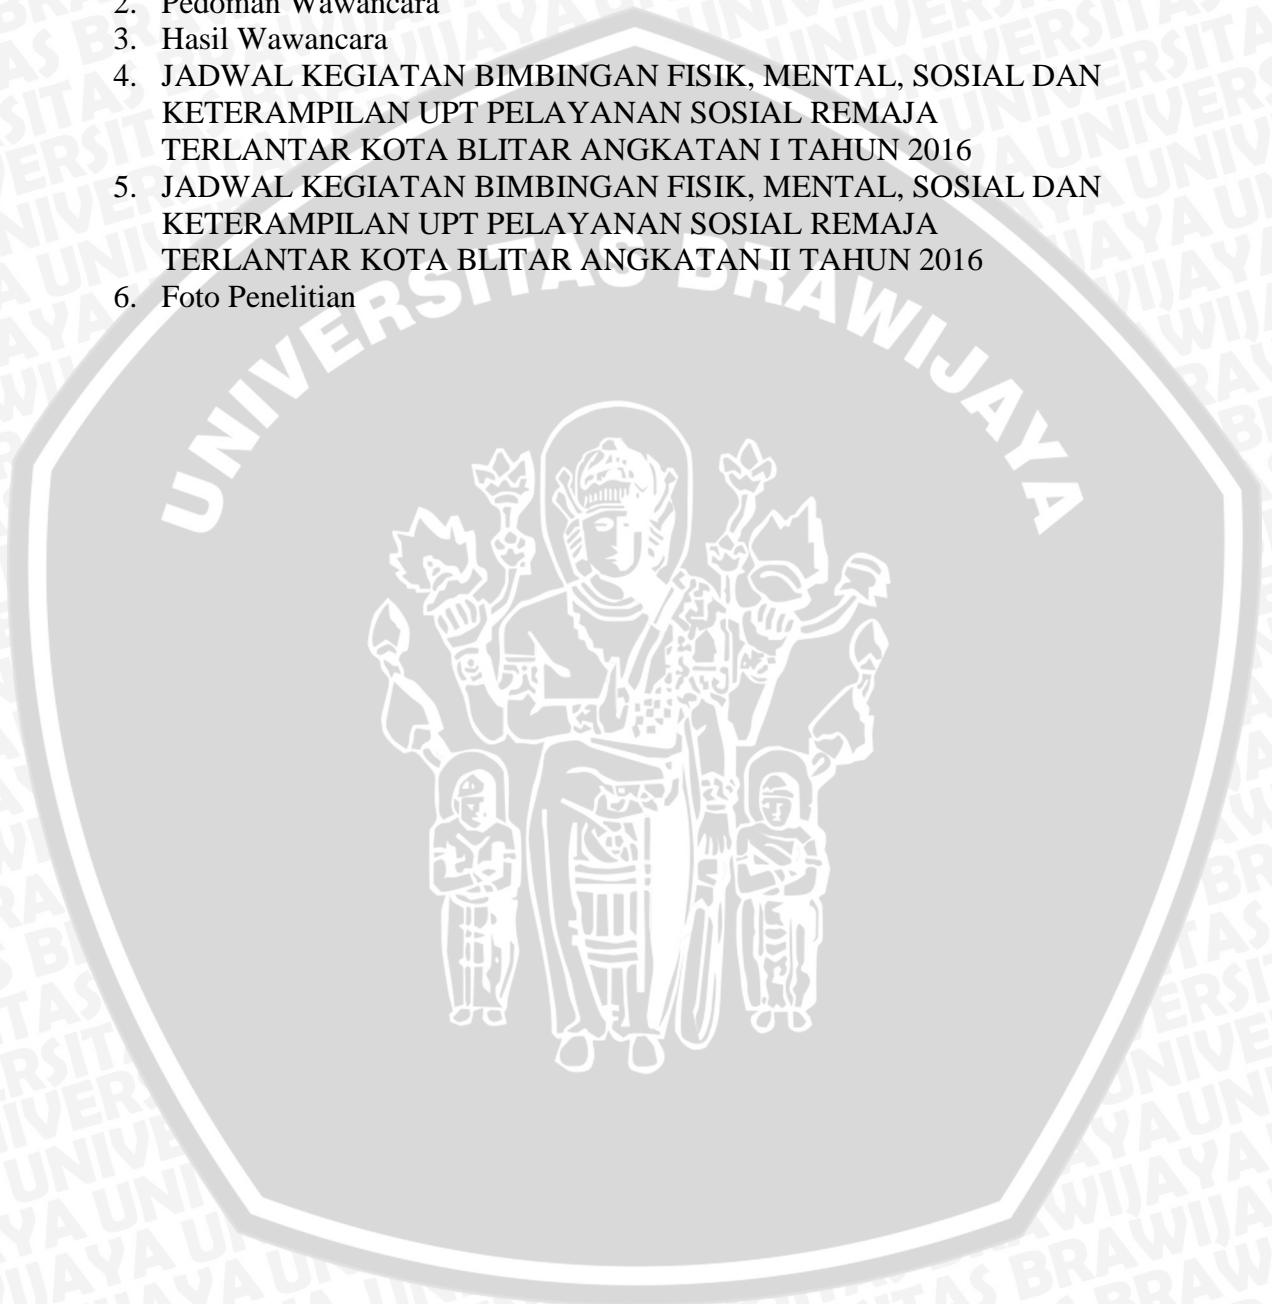 2. Pedoman Wawancara
3. Hasil Wawancara
4. JADWAL KEGIATAN BIMBINGAN FISIK, MENTAL, SOSIAL DAN
KETERAMPILAN UPT PELAYANAN SOSIAL REMAJA
TERLANTAR KOTA BLITAR ANGKATAN I TAHUN 2016
5. JADWAL KEGIATAN BIMBINGAN FISIK, MENTAL, SOSIAL DAN
KETERAMPILAN UPT PELAYANAN SOSIAL REMAJA
TERLANTAR KOTA BLITAR ANGKATAN II TAHUN 2016
6. Foto Penelitian
UNIVERSITAS BRAWIJAYA